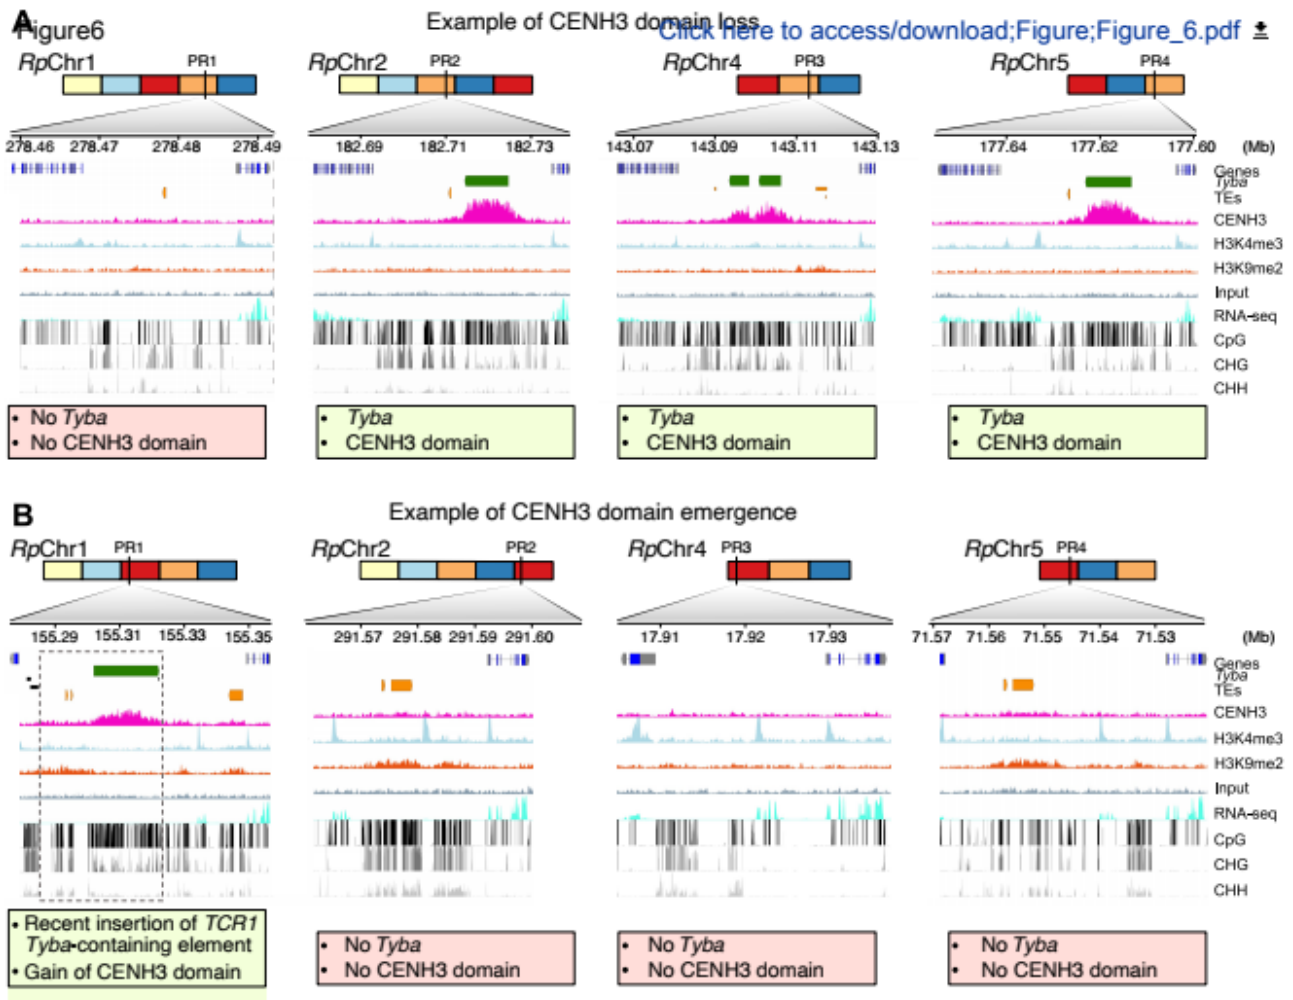 A
Figure6
Example of CENH3 domain loss
Click here to access/download;Figure;Figure_6.pdf
RpChr1 PR1
RpChr2 PR2
RpChr4 PR3
RpChr5 PR4
278.46 278.47 278.48 278.49
182.69 182.71 182.73
143.07 143.09 143.11 143.13
177.64 177.62 177.60 (Mb)
Genes
Tyba
TEs
CENH3
H3K4me3
H3K9me2
Input
RNA-seq
CpG
CHG
CHH
• No Tyba
• No CENH3 domain
• Tyba
• CENH3 domain
• Tyba
• CENH3 domain
• Tyba
• CENH3 domain
B
Example of CENH3 domain emergence
RpChr1 PR1
RpChr2 PR2
RpChr4 PR3
RpChr5 PR4
155.29 155.31 155.33 155.35
291.57 291.58 291.59 291.60
17.91 17.92 17.93
71.57 71.56 71.55 71.54 71.53 (Mb)
Genes
Tyba
TEs
CENH3
H3K4me3
H3K9me2
Input
RNA-seq
CpG
CHG
CHH
• Recent insertion of TCR1
Tyba-containing element
• Gain of CENH3 domain
• No Tyba
• No CENH3 domain
• No Tyba
• No CENH3 domain
• No Tyba
• No CENH3 domain